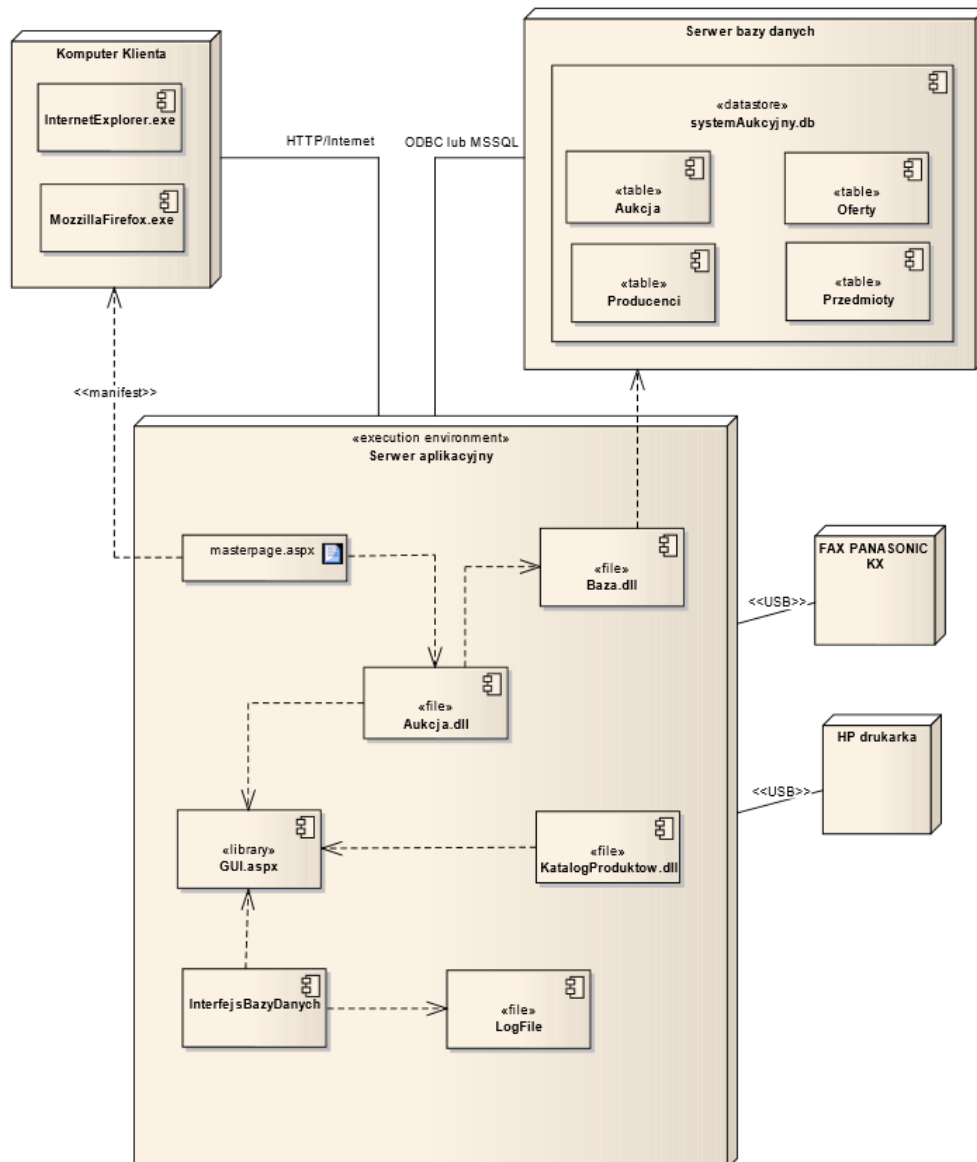 Komputer Klienta
InternetExplorer.exe
MozzillaFirefox.exe
HTTP/Internet
ODBC lub MSSQL
Serwer bazy danych
«datastore»
systemAukcyjny.db
«table»
Aukcja
«table»
Oferty
«table»
Producenci
«table»
Przedmioty
<<manifest>>
«execution environment»
Serwer aplikacyjny
masterpage.aspx
«file»
Baza.dll
«file»
Aukcja.dll
«library»
GUI.aspx
«file»
KatalogProduktow.dll
InterfejsBazyDanych
«file»
LogFile
<<USB>>
FAX PANASONIC
KX
<<USB>>
HP drukarka